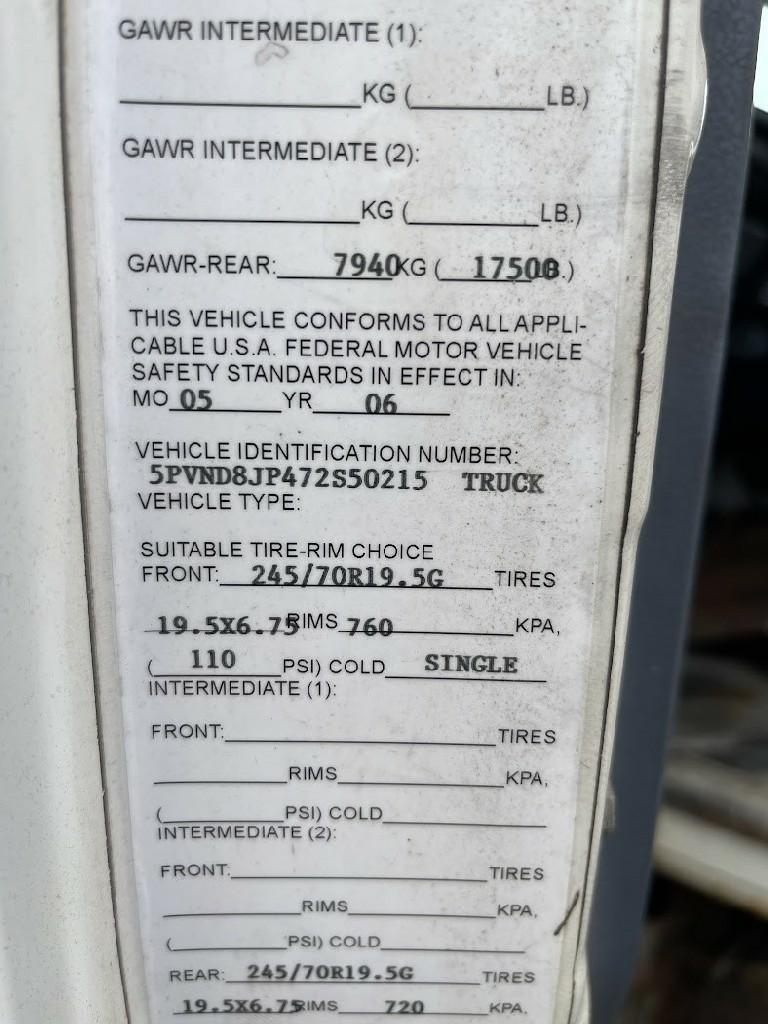 GAWR INTERMEDIATE (1):
KG ( LB.)
GAWR INTERMEDIATE (2):
KG ( LB.)
GAWR-REAR: 7940KG ( 17500B.)
THIS VEHICLE CONFORMS TO ALL APPLI-
CABLE U.S.A. FEDERAL MOTOR VEHICLE
SAFETY STANDARDS IN EFFECT IN:
MO 05 YR 06
VEHICLE IDENTIFICATION NUMBER:
5PVND8JP472S50215 TRUCK
VEHICLE TYPE:
SUITABLE TIRE-RIM CHOICE
FRONT: 245/70R19.5G TIRES
19.5X6.75 RIMS 760 KPA,
( 110 PSI) COLD SINGLE
INTERMEDIATE (1):
FRONT: TIRES
RIMS KPA,
( PSI) COLD
INTERMEDIATE (2):
FRONT: TIRES
RIMS KPA,
( PSI) COLD
REAR: 245/70R19.5G TIRES
19.5X6.75 RIMS 720 KPA.